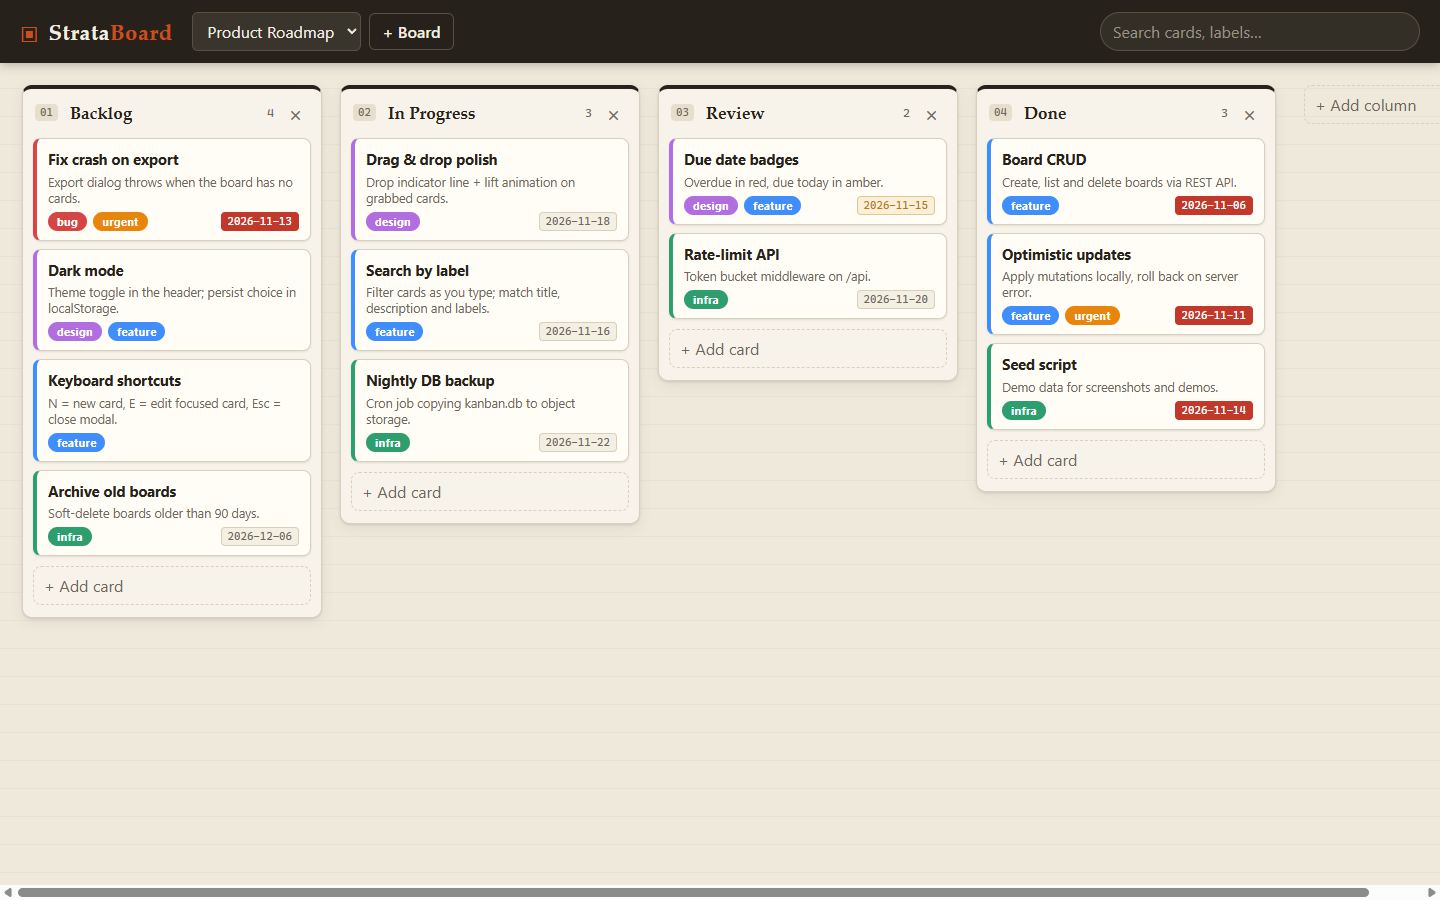 StrataBoard
Product Roadmap
+ Board
Search cards, labels...
01 Backlog 4 ×
Fix crash on export
Export dialog throws when the board has no
cards.
bug urgent 2026-11-13
Dark mode
Theme toggle in the header; persist choice in
localStorage.
design feature
Keyboard shortcuts
N = new card, E = edit focused card, Esc =
close modal.
feature
Archive old boards
Soft-delete boards older than 90 days.
infra 2026-12-06
+ Add card
02 In Progress 3 ×
Drag & drop polish
Drop indicator line + lift animation on
grabbed cards.
design 2026-11-18
Search by label
Filter cards as you type; match title,
description and labels.
feature 2026-11-16
Nightly DB backup
Cron job copying kanban.db to object
storage.
infra 2026-11-22
+ Add card
03 Review 2 ×
Due date badges
Overdue in red, due today in amber.
design feature 2026-11-15
Rate-limit API
Token bucket middleware on /api.
infra 2026-11-20
+ Add card
04 Done 3 ×
Board CRUD
Create, list and delete boards via REST API.
feature 2026-11-06
Optimistic updates
Apply mutations locally, roll back on server
error.
feature urgent 2026-11-11
Seed script
Demo data for screenshots and demos.
infra 2026-11-14
+ Add card
+ Add column